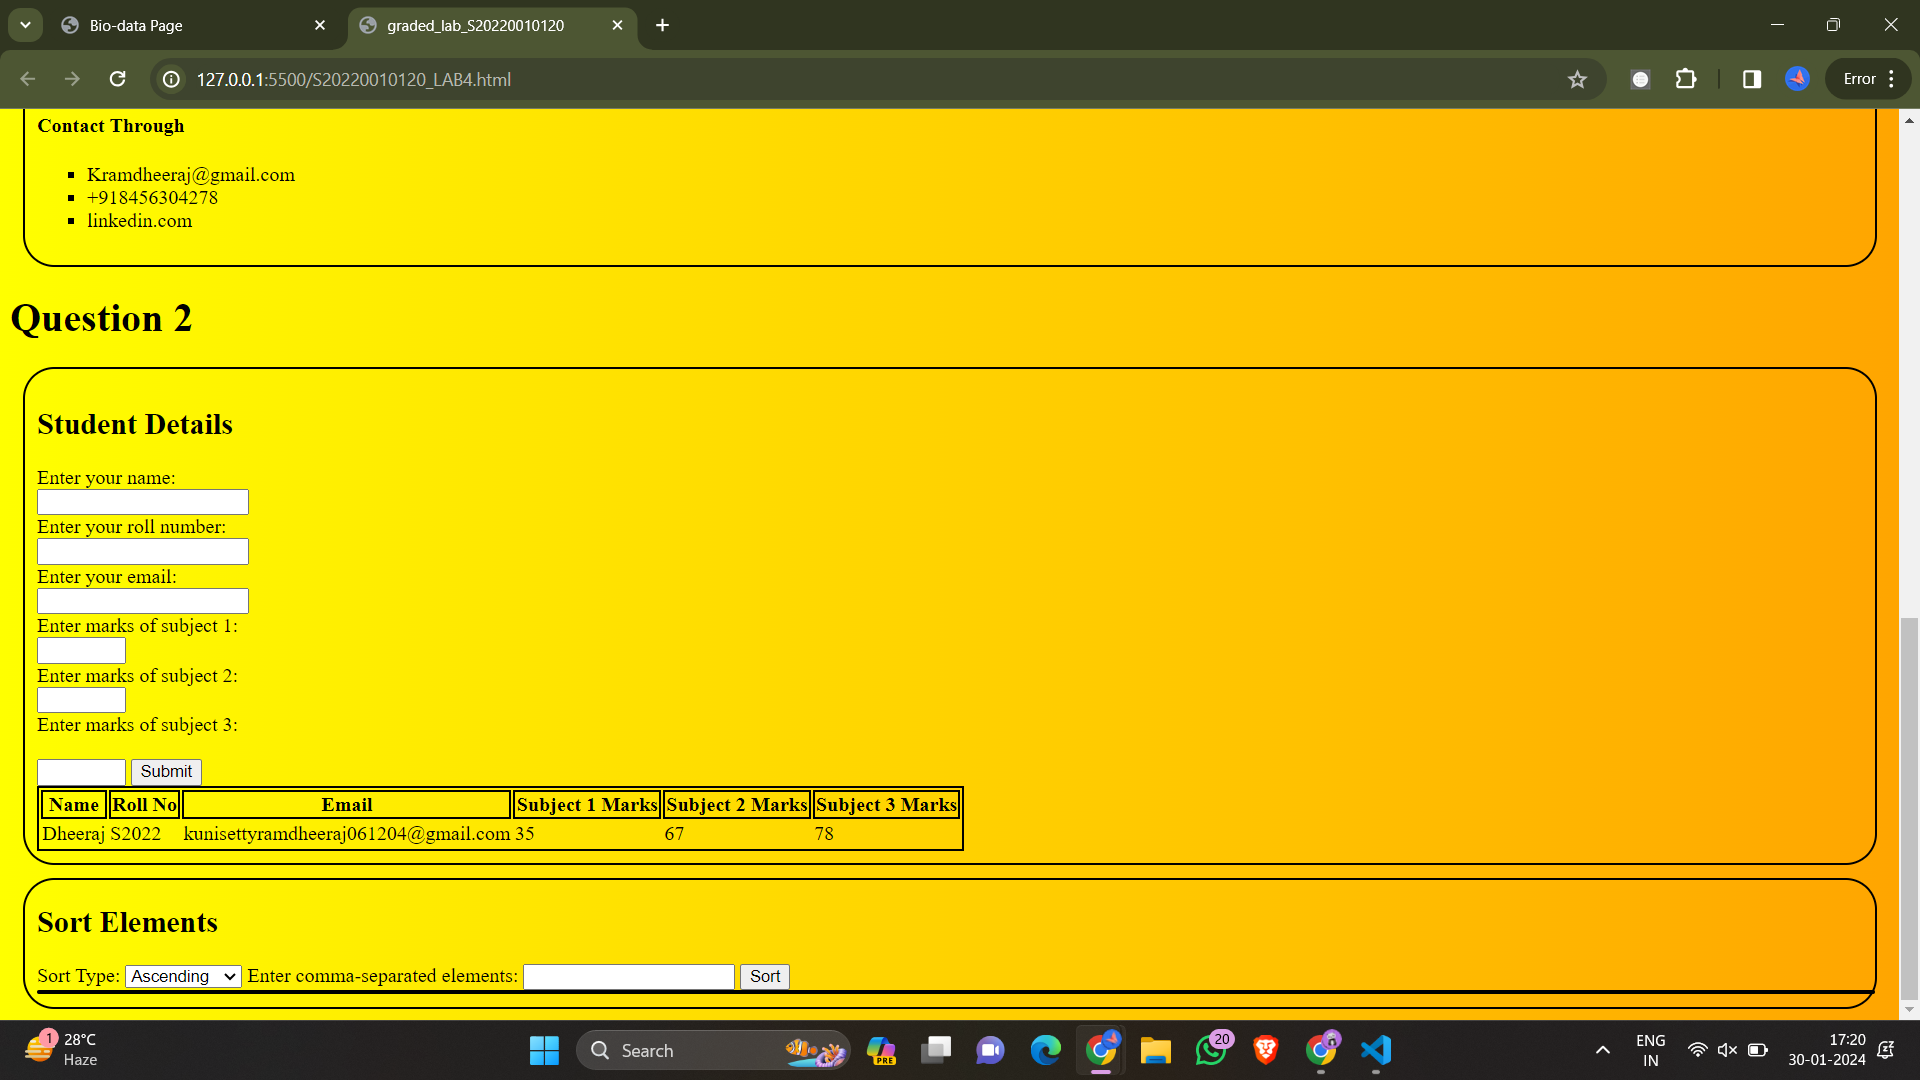 Bio-data Page
graded_lab_S20220010120
127.0.0.1:5500/S20220010120_LAB4.html
Error
Contact Through
Kramdheeraj@gmail.com
+918456304278
linkedin.com
Question 2
Student Details
Enter your name:
Enter your roll number:
Enter your email:
Enter marks of subject 1:
Enter marks of subject 2:
Enter marks of subject 3:
Submit
Name Roll No Email Subject 1 Marks Subject 2 Marks Subject 3 Marks
Dheeraj S2022 kunisettyramdheeraj061204@gmail.com 35 67 78
Sort Elements
Sort Type: Ascending Enter comma-separated elements: Sort
1
28°C
Haze
Search
PRE
20
ENG
IN
17:20
30-01-2024